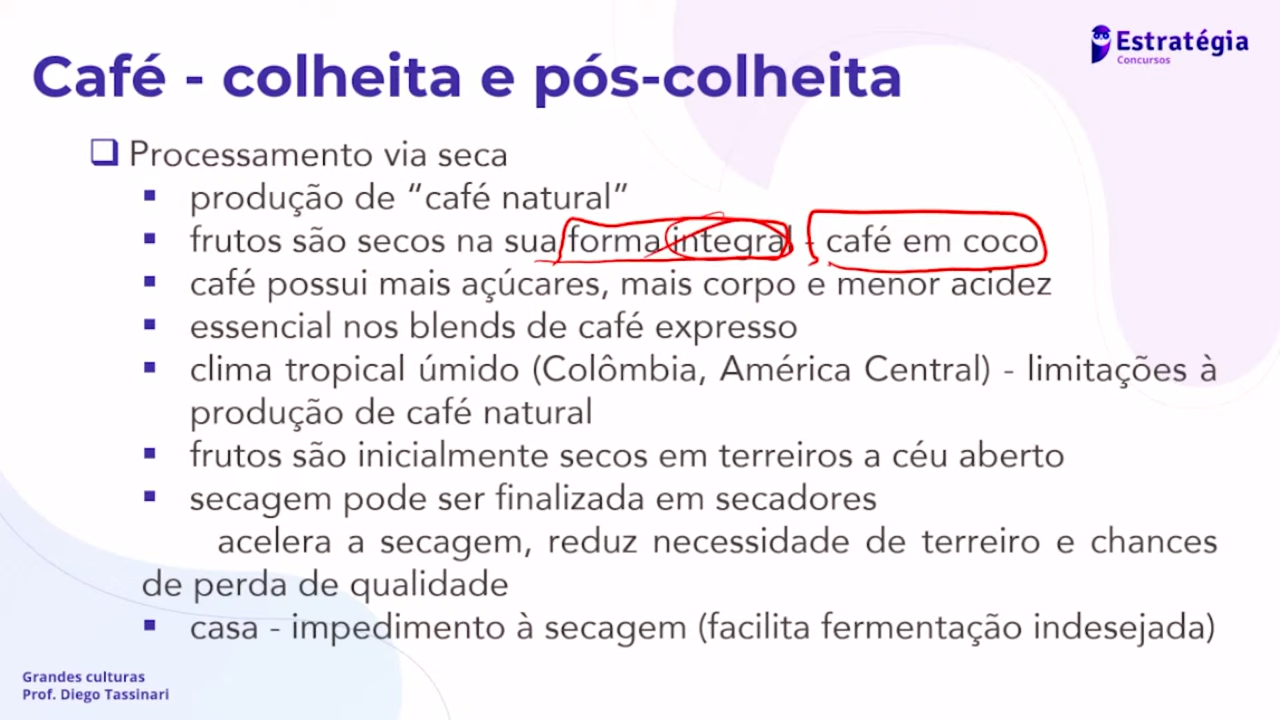 Estratégia
Concursos
Café - colheita e pós-colheita
Processamento via seca
produção de “café natural”
frutos são secos na sua forma integral - café em coco
café possui mais açúcares, mais corpo e menor acidez
essencial nos blends de café expresso
clima tropical úmido (Colômbia, América Central) - limitações à
produção de café natural
frutos são inicialmente secos em terreiros a céu aberto
secagem pode ser finalizada em secadores
acelera a secagem, reduz necessidade de terreiro e chances
de perda de qualidade
casa - impedimento à secagem (facilita fermentação indesejada)
Grandes culturas
Prof. Diego Tassinari